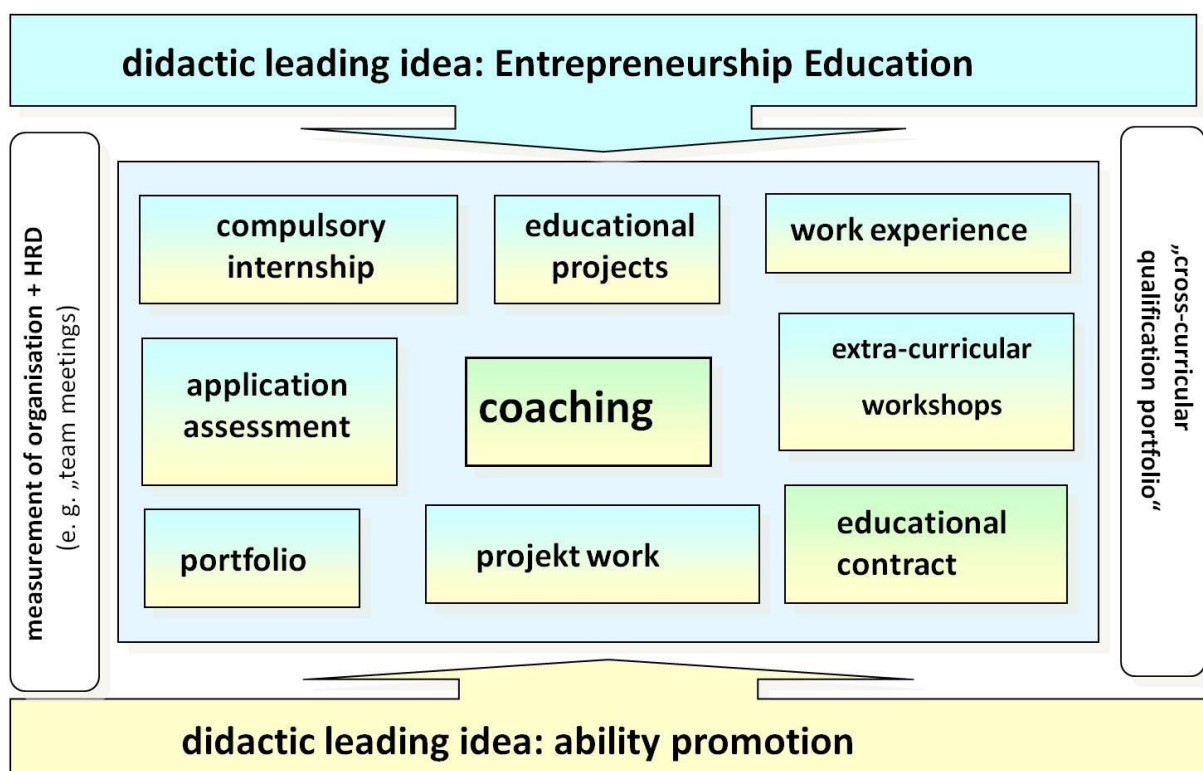 didactic leading idea: Entrepreneurship Education
measurement of organisation + HRD
(e. g. „team meetings)
compulsory
internship
educational
projects
work experience
application
assessment
coaching
extra-curricular
workshops
portfolio
projekt work
educational
contract
„cross-curricular
qualification portfolio“
didactic leading idea: ability promotion